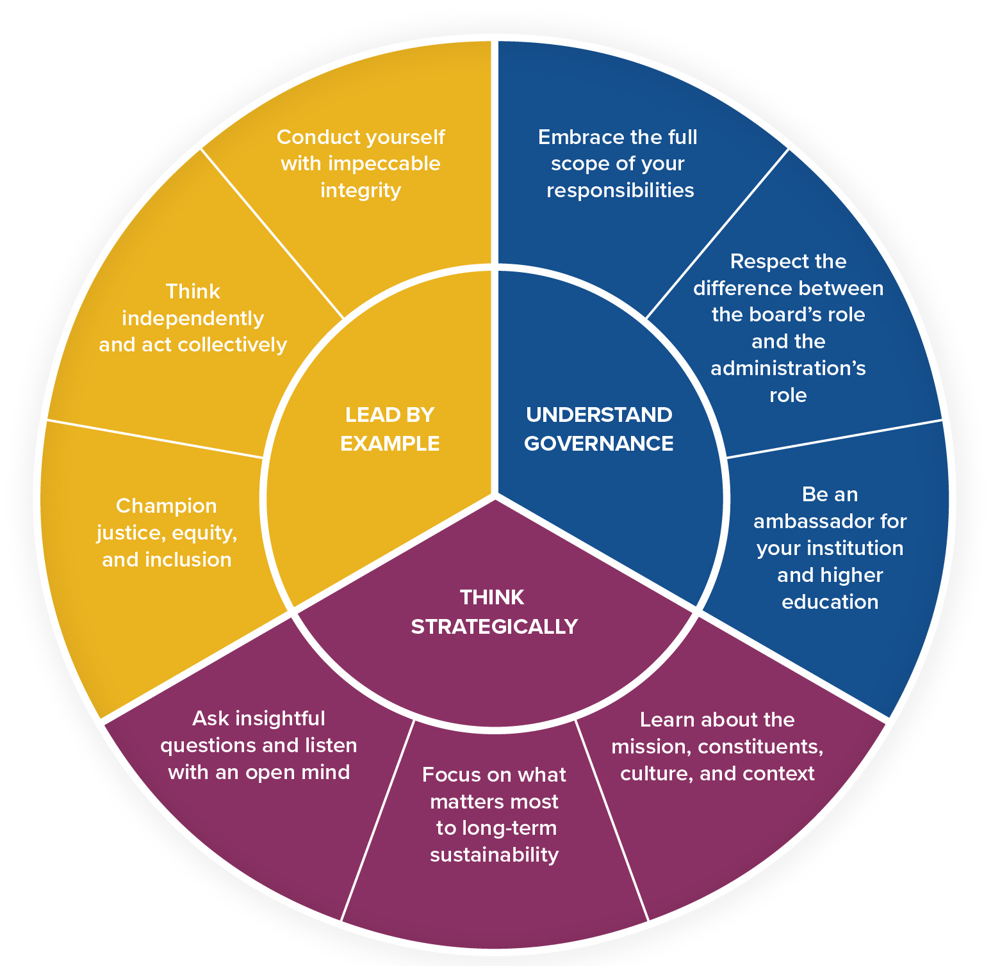 Conduct yourself
with impeccable
integrity
Embrace the full
scope of your
responsibilities
Respect the
difference between
the board’s role
and the
administration’s
role
Think
independently
and act collectively
LEAD BY
EXAMPLE
UNDERSTAND
GOVERNANCE
Be an
ambassador for
your institution
and higher
education
Champion
justice, equity,
and inclusion
THINK
STRATEGICALLY
Ask insightful
questions and listen
with an open mind
Focus on what
matters most
to long-term
sustainability
Learn about the
mission, constituents,
culture, and context